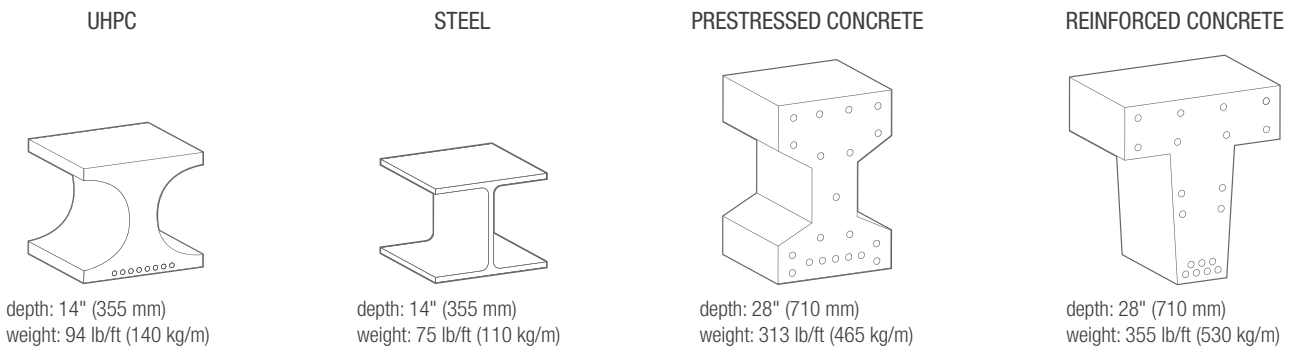 UHPC
STEEL
PRESTRESSED CONCRETE
REINFORCED CONCRETE
depth: 14" (355 mm)
weight: 94 lb/ft (140 kg/m)
depth: 14" (355 mm)
weight: 75 lb/ft (110 kg/m)
depth: 28" (710 mm)
weight: 313 lb/ft (465 kg/m)
depth: 28" (710 mm)
weight: 355 lb/ft (530 kg/m)